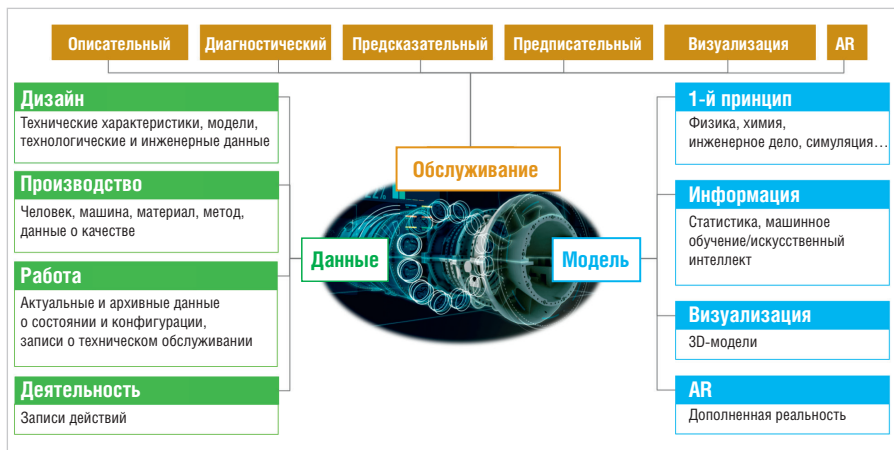 Описательный
Диагностический
Предсказательный
Предписательный
Визуализация
AR
Обслуживание
Данные
Модель
Дизайн
Технические характеристики, модели,
технологические и инженерные данные
Производство
Человек, машина, материал, метод,
данные о качестве
Работа
Актуальные и архивные данные
о состоянии и конфигурации,
записи о техническом обслуживании
Деятельность
Записи действий
1-й принцип
Физика, химия,
инженерное дело, симуляция…
Информация
Статистика, машинное
обучение/искусственный
интеллект
Визуализация
3D-модели
AR
Дополненная реальность